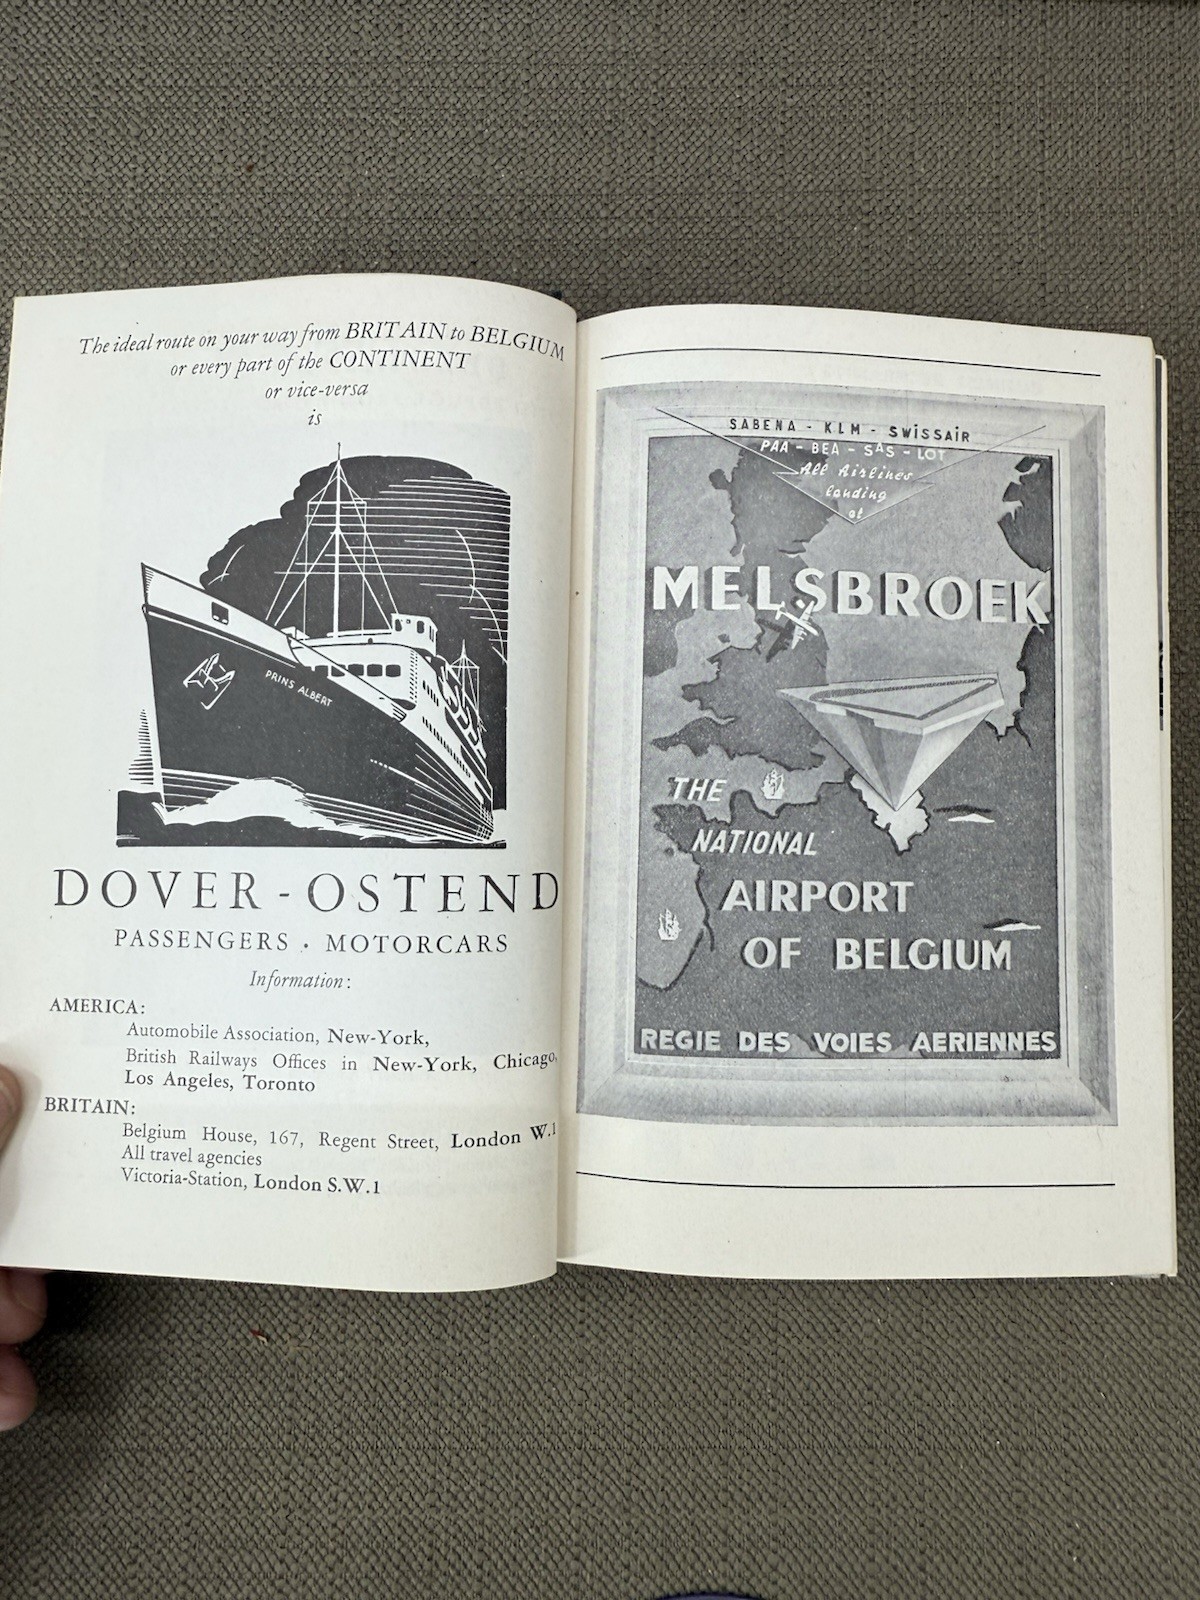 The ideal route on your way from BRITAIN to BELGIUM
or every part of the CONTINENT
or vice-versa
is
PRINS ALBERT
DOVER - OSTEND
PASSENGERS . MOTORCARS
Information:
AMERICA:
Automobile Association, New-York,
British Railways Offices in New-York, Chicago,
Los Angeles, Toronto
BRITAIN:
Belgium House, 167, Regent Street, London W.1
All travel agencies
Victoria-Station, London S.W.1
SABENA - KLM - SWiSSAiR
PAA - BEA - SAS - LOT
All Airlines
landing
at
MELSBROEK
THE
NATIONAL
AIRPORT
OF BELGIUM
REGIE DES VOIES AERIENNES